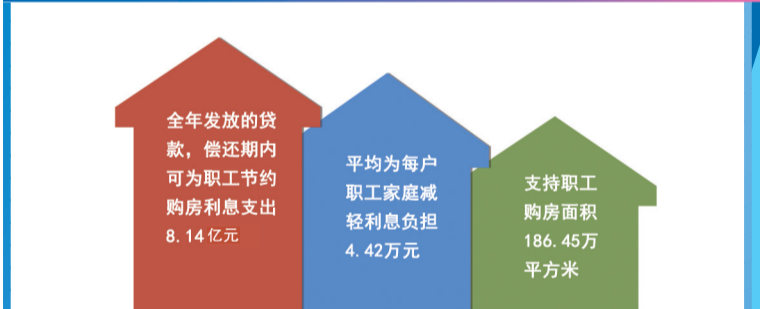 全年发放的贷
款，偿还期内
可为职工节约
购房利息支出
8.14亿元
平均为每户
职工家庭减
轻利息负担
4.42万元
支持职工
购房面积
186.45万
平方米